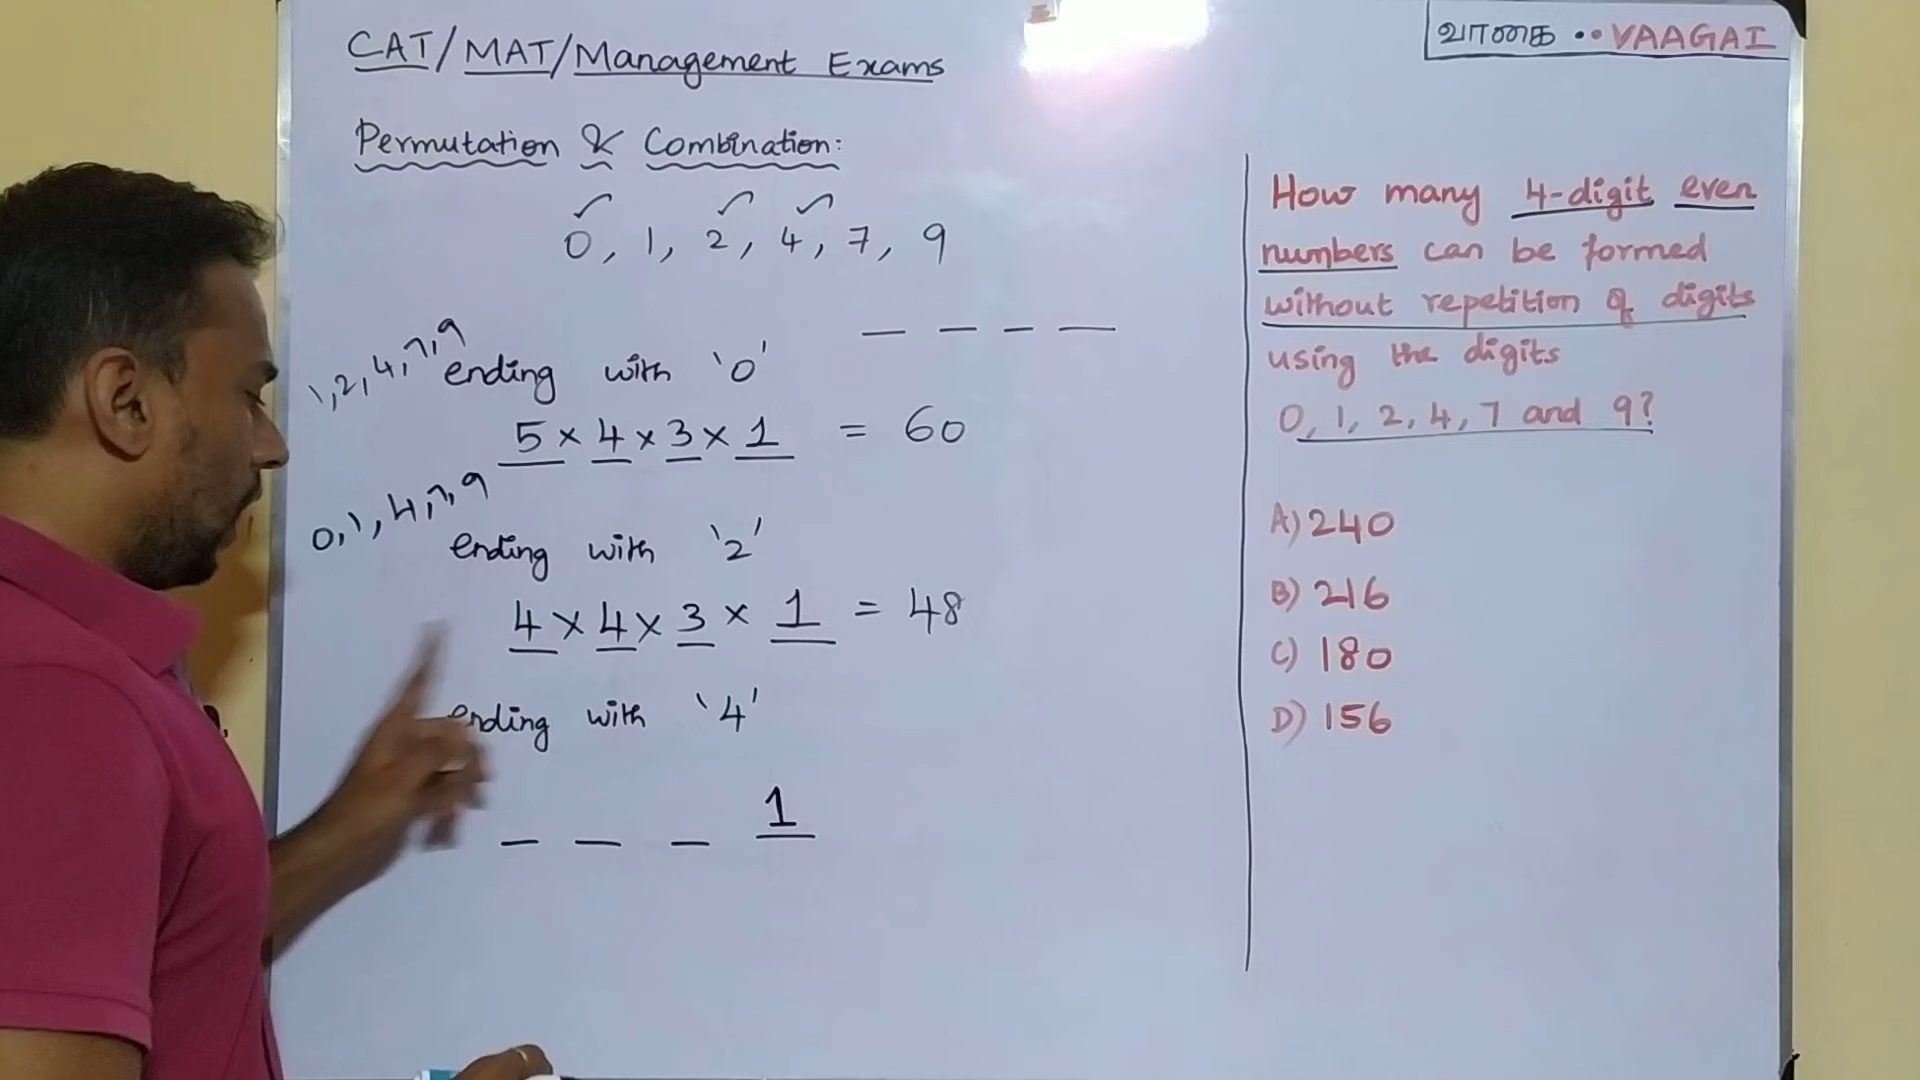 CAT/MAT/Management Exams
வாகை •• VAAGAI
Permutation & Combination:
0, 1, 2, 4, 7, 9
1, 2, 4, 7, 9
ending with '0'
5 × 4 × 3 × 1 = 60
0, 1, 4, 7, 9
ending with '2'
4 × 4 × 3 × 1 = 48
ending with '4'
_ _ _ 1
How many 4-digit even
numbers can be formed
without repetition of digits
using the digits
0, 1, 2, 4, 7 and 9?
A) 240
B) 216
C) 180
D) 156